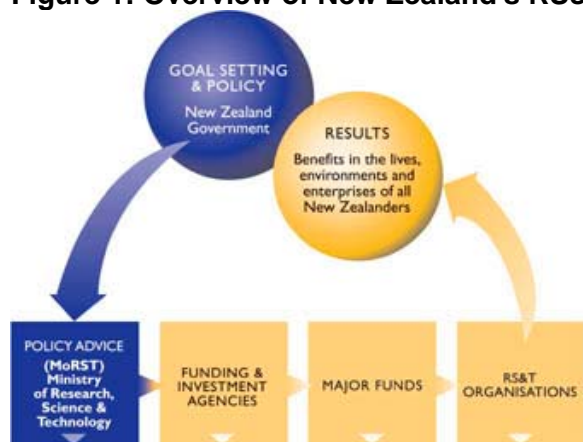 GOAL SETTING
& POLICY
New Zealand
Government
RESULTS
Benefits in the lives,
environments and
enterprises of all
New Zealanders
POLICY ADVICE
(MoRST)
Ministry
of Research,
Science &
Technology
FUNDING &
INVESTMENT
AGENCIES
MAJOR FUNDS
RS&T
ORGANISATIONS